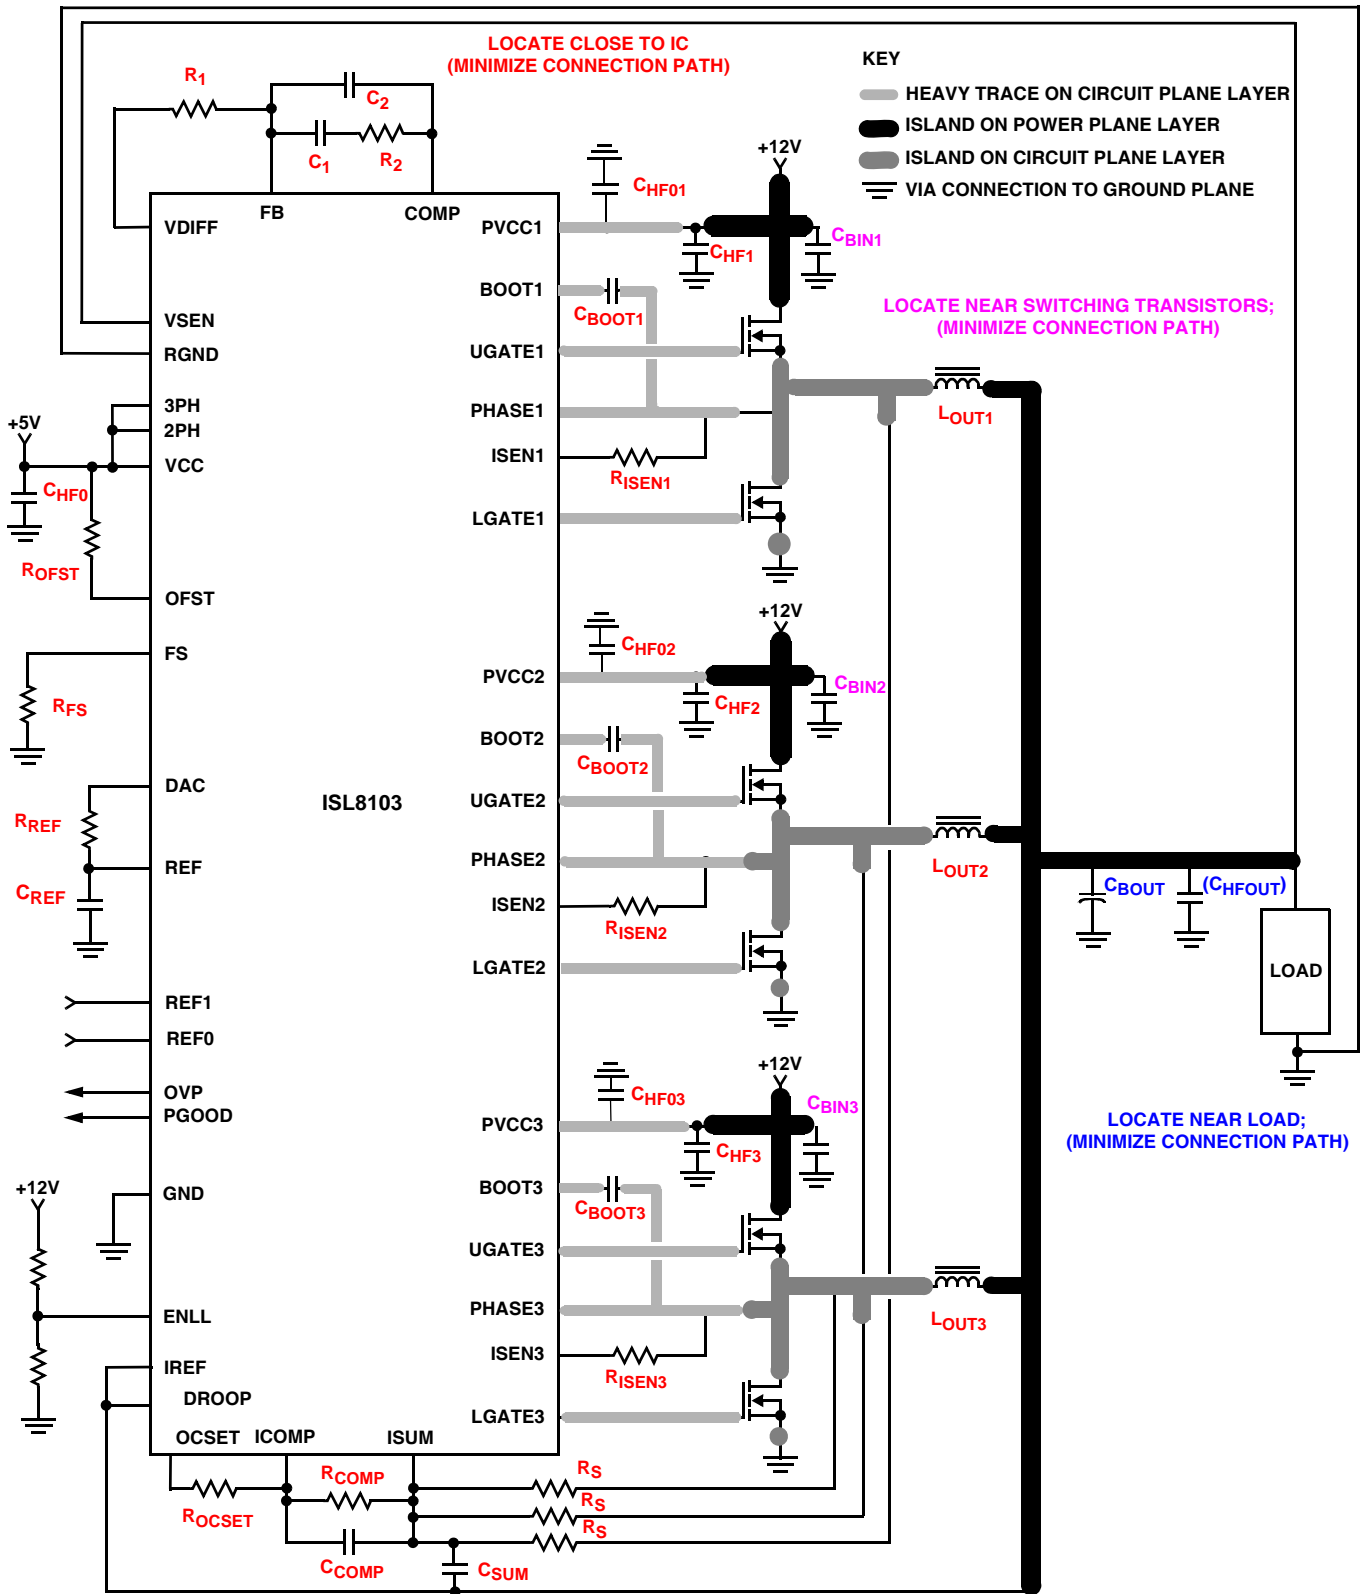 LOCATE CLOSE TO IC
(MINIMIZE CONNECTION PATH)
KEY
HEAVY TRACE ON CIRCUIT PLANE LAYER
ISLAND ON POWER PLANE LAYER
ISLAND ON CIRCUIT PLANE LAYER
VIA CONNECTION TO GROUND PLANE
R1
C2
C1
R2
+12V
CHF01
FB
COMP
VDIFF
PVCC1
CHF1
CBIN1
BOOT1
CBOOT1
LOCATE NEAR SWITCHING TRANSISTORS;
(MINIMIZE CONNECTION PATH)
VSEN
RGND
UGATE1
3PH
2PH
PHASE1
LOUT1
+5V
VCC
ISEN1
RISEN1
CHF0
LGATE1
ROFST
OFST
+12V
FS
CHF02
PVCC2
CBIN2
RFS
CHF2
BOOT2
CBOOT2
DAC
ISL8103
UGATE2
RREF
REF
PHASE2
LOUT2
CREF
CBOUT
(CHFOUT)
ISEN2
RISEN2
LGATE2
LOAD
REF1
REF0
+12V
OVP
PGOOD
CHF03
CBIN3
PVCC3
CHF3
LOCATE NEAR LOAD;
(MINIMIZE CONNECTION PATH)
+12V
GND
BOOT3
CBOOT3
UGATE3
ENLL
PHASE3
LOUT3
IREF
ISEN3
RISEN3
DROOP
LGATE3
OCSET
ICOMP
ISUM
RCOMP
RS
ROCSET
RS
RS
CCOMP
CSUM